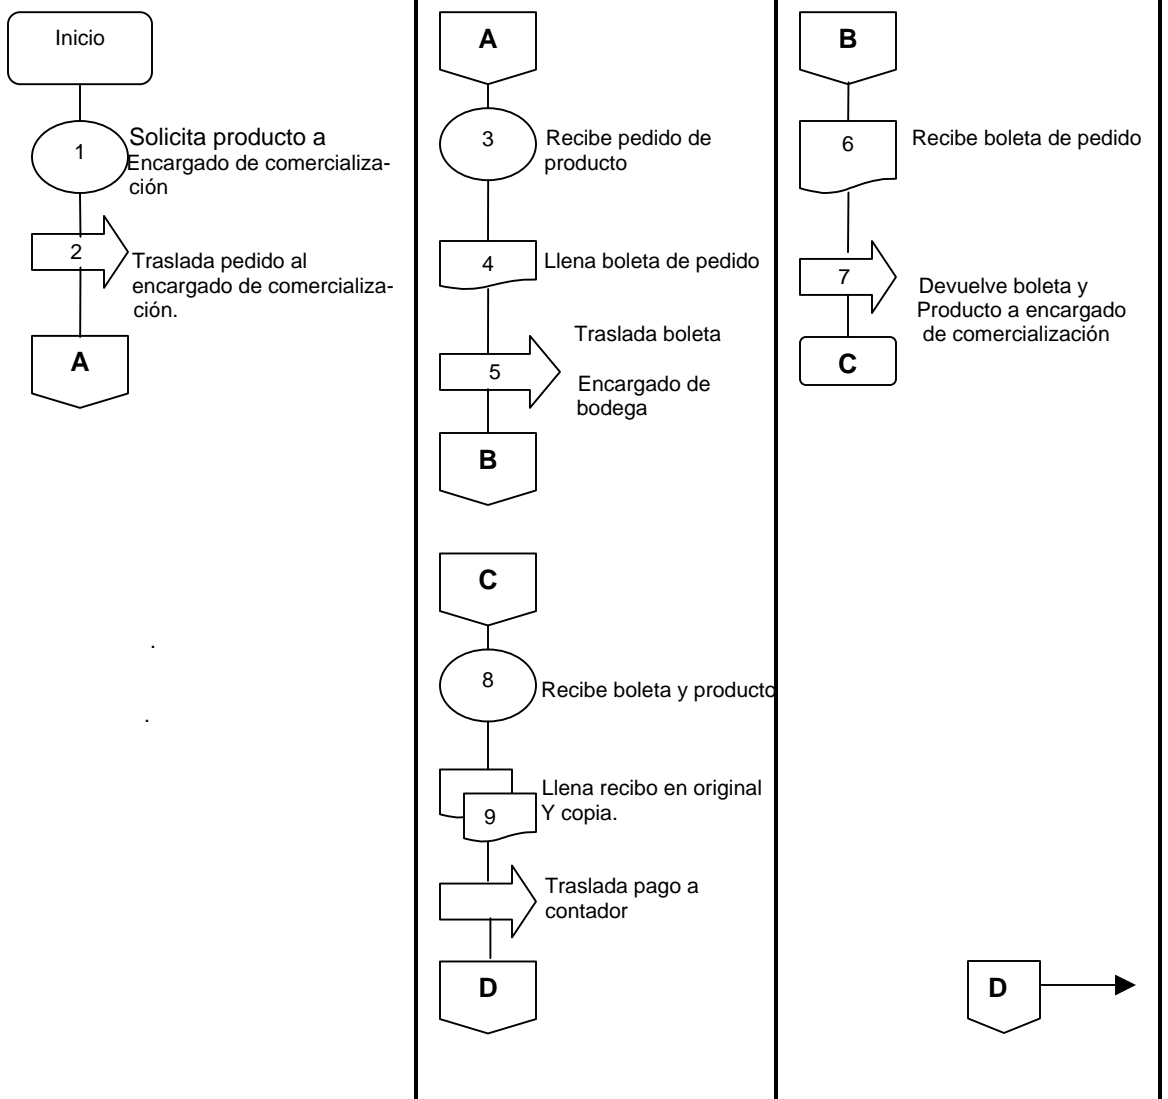 Inicio
1
Solicita producto a
Encargado de comercializa-
ción
2
Traslada pedido al
encargado de comercializa-
ción.
A
A
3
Recibe pedido de
producto
4
Llena boleta de pedido
Traslada boleta
5
Encargado de
bodega
B
C
8
Recibe boleta y producto
9
Llena recibo en original
Y copia.
Traslada pago a
contador
D
B
6
Recibe boleta de pedido
7
Devuelve boleta y
Producto a encargado
de comercialización
C
D
.
.